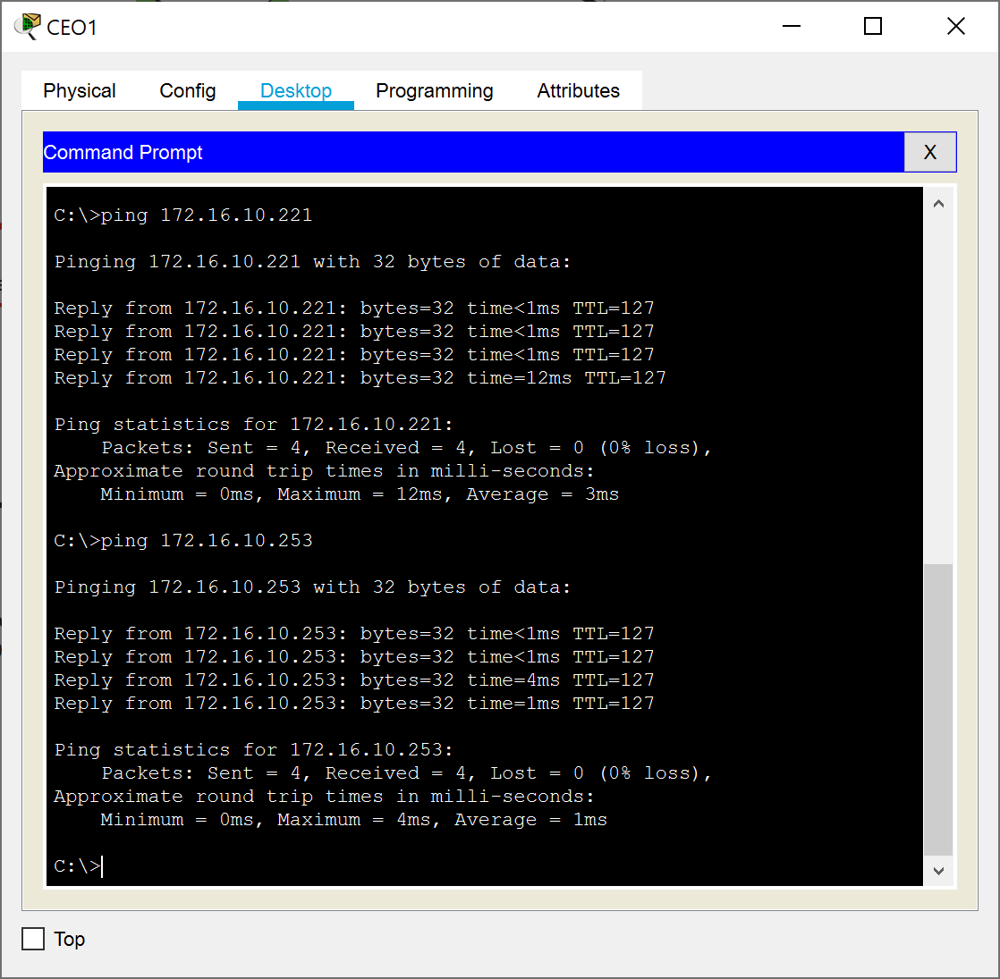 CEO1
Physical Config Desktop Programming Attributes
Command Prompt X
C:\>ping 172.16.10.221
Pinging 172.16.10.221 with 32 bytes of data:
Reply from 172.16.10.221: bytes=32 time<1ms TTL=127
Reply from 172.16.10.221: bytes=32 time<1ms TTL=127
Reply from 172.16.10.221: bytes=32 time<1ms TTL=127
Reply from 172.16.10.221: bytes=32 time=12ms TTL=127
Ping statistics for 172.16.10.221:
    Packets: Sent = 4, Received = 4, Lost = 0 (0% loss),
Approximate round trip times in milli-seconds:
    Minimum = 0ms, Maximum = 12ms, Average = 3ms
C:\>ping 172.16.10.253
Pinging 172.16.10.253 with 32 bytes of data:
Reply from 172.16.10.253: bytes=32 time<1ms TTL=127
Reply from 172.16.10.253: bytes=32 time<1ms TTL=127
Reply from 172.16.10.253: bytes=32 time=4ms TTL=127
Reply from 172.16.10.253: bytes=32 time=1ms TTL=127
Ping statistics for 172.16.10.253:
    Packets: Sent = 4, Received = 4, Lost = 0 (0% loss),
Approximate round trip times in milli-seconds:
    Minimum = 0ms, Maximum = 4ms, Average = 1ms
C:\>
Top